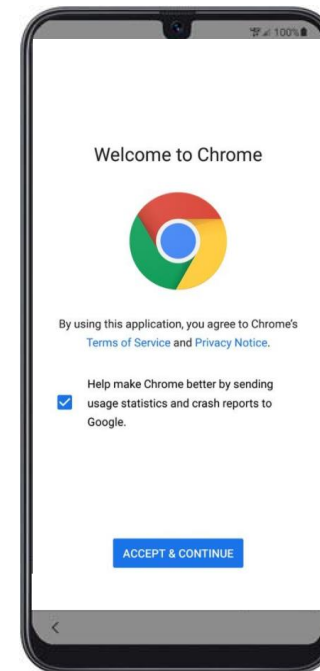 100%
Welcome to Chrome
By using this application, you agree to Chrome's
Terms of Service and Privacy Notice.
Help make Chrome better by sending
usage statistics and crash reports to
Google.
ACCEPT & CONTINUE